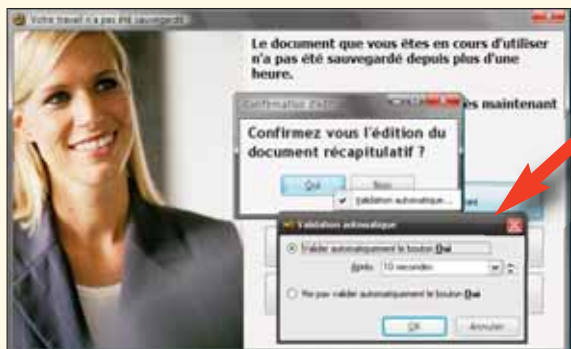 Votre travail n'a pas été sauvegardé
Le document que vous êtes en cours d'utiliser
n'a pas été sauvegardé depuis plus d'une
heure.
es maintenant
Confirmation d'édition
Confirmez vous l'édition du
document récapitulatif ?
Oui
Non
Validation automatique...
Validation automatique
Valider automatiquement le bouton Oui
Après
10 secondes
Ne pas valider automatiquement le bouton Oui
OK
Annuler